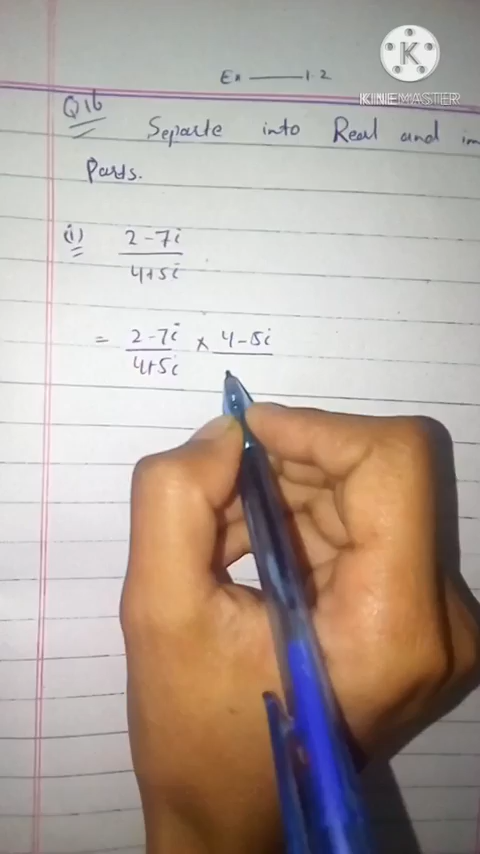 Ex 1.2
K
KINEMASTER
Q16
Separte into Real and im
Parts.
(i) 2-7i
4+5i
= 2-7i × 4-5i
4+5i